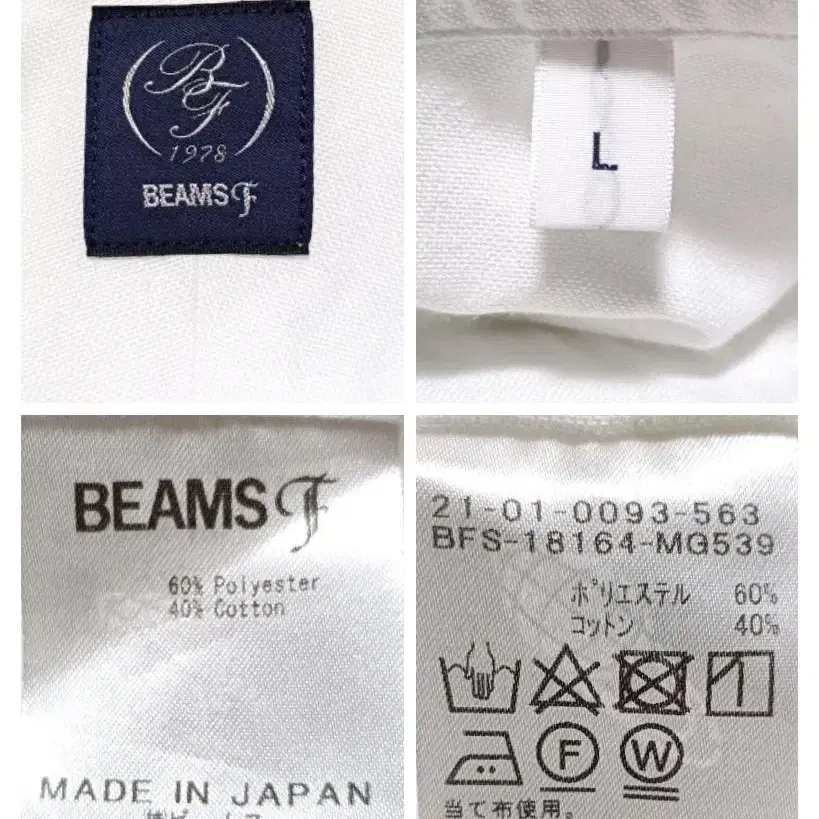 BF
1978
BEAMS F
L
BEAMS F
60% Polyester
40% Cotton
MADE IN JAPAN
21-01-0093-563
BFS-18164-MG539
ポリエステル 60%
コットン 40%
F
W
当て布使用。